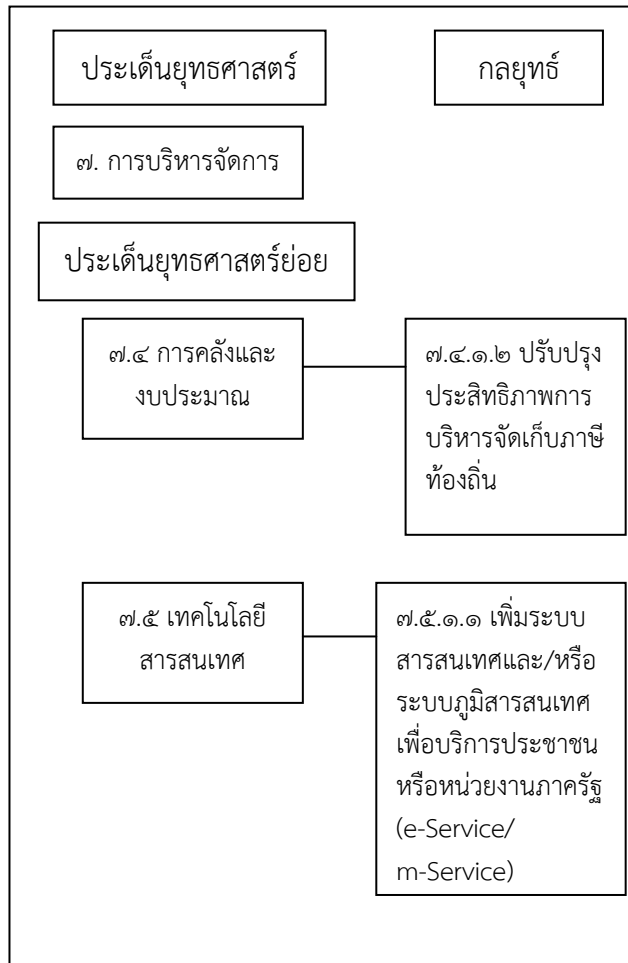 ประเด็นยุทธศาสตร์
กลยุทธ์
๗. การบริหารจัดการ
ประเด็นยุทธศาสตร์ย่อย
๗.๔ การคลังและ
งบประมาณ
๗.๔.๑.๒ ปรับปรุง
ประสิทธิภาพการ
บริหารจัดเก็บภาษี
ท้องถิ่น
๗.๕ เทคโนโลยี
สารสนเทศ
๗.๕.๑.๑ เพิ่มระบบ
สารสนเทศและ/หรือ
ระบบภูมิสารสนเทศ
เพื่อบริการประชาชน
หรือหน่วยงานภาครัฐ
(e-Service/
m-Service)